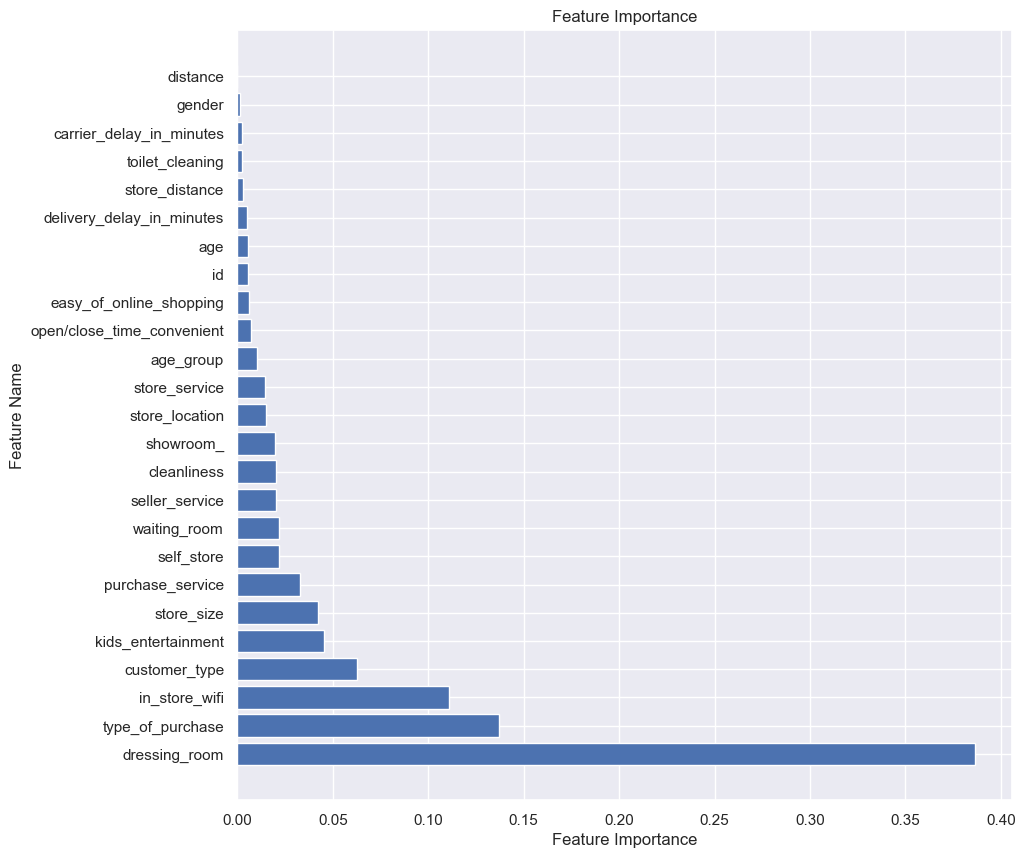 Feature Importance
distance
gender
carrier_delay_in_minutes
toilet_cleaning
store_distance
delivery_delay_in_minutes
age
id
easy_of_online_shopping
open/close_time_convenient
age_group
store_service
store_location
showroom_
cleanliness
seller_service
waiting_room
self_store
purchase_service
store_size
kids_entertainment
customer_type
in_store_wifi
type_of_purchase
dressing_room
Feature Name
0.00 0.05 0.10 0.15 0.20 0.25 0.30 0.35 0.40
Feature Importance